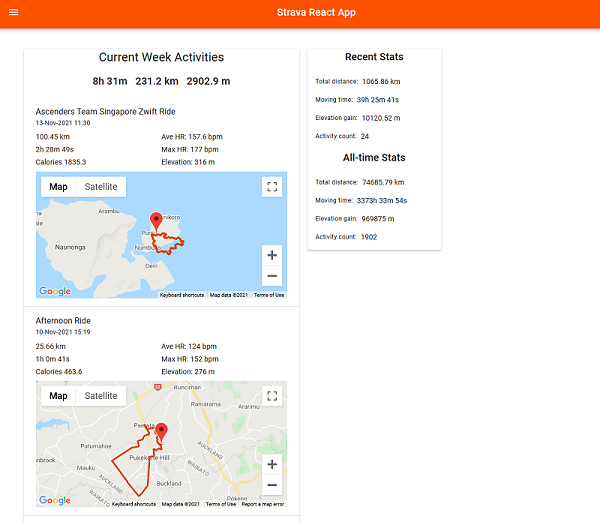 Strava React App
Current Week Activities
8h 31m 231.2 km 2902.9 m
Ascenders Team Singapore Zwift Ride
13-Nov-2021 11:30
100.45 km Ave HR: 157.6 bpm
2h 28m 49s Max HR: 177 bpm
Calories 1835.3 Elevation: 316 m
Map Satellite
Arambu
Naunonga
Oeili
Google
Keyboard shortcuts Map data ©2021 Terms of Use
Afternoon Ride
10-Nov-2021 15:19
25.66 km Ave HR: 124 bpm
1h 0m 41s Max HR: 152 bpm
Calories 463.6 Elevation: 276 m
Map Satellite
22
Runciman
Ramarama
Ararimu
Paerata
Patumahoe
Pukekohe Hill
Mauku
AUCKLAND
WAIKATO
AUCKLAND
WAIKATO
Buckland
Pōkeno
Google
Keyboard shortcuts Map data ©2021 Terms of Use Report a map error
Recent Stats
Total distance: 1065.86 km
Moving time: 39h 25m 41s
Elevation gain: 10120.52 m
Activity count: 24
All-time Stats
Total distance: 74685.79 km
Moving time: 3373h 33m 54s
Elevation gain: 969875 m
Activity count: 1902